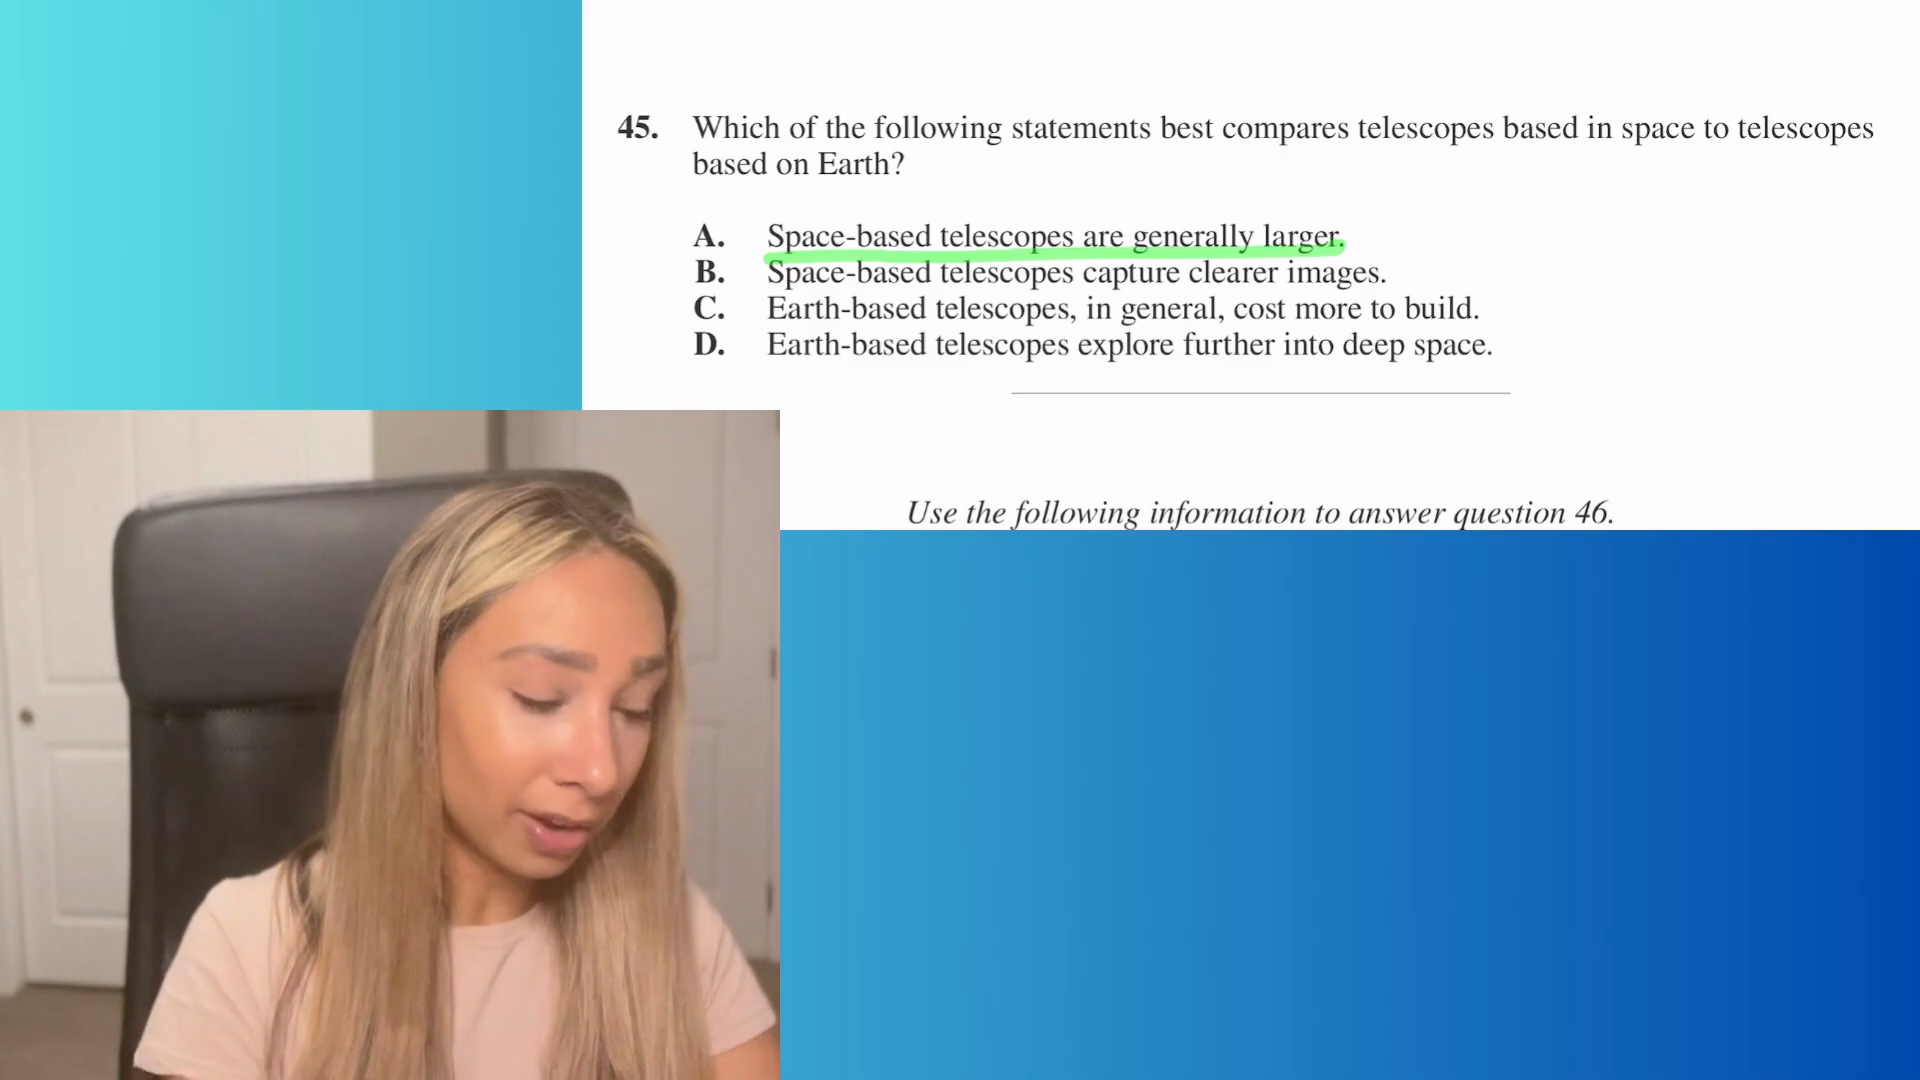 45. Which of the following statements best compares telescopes based in space to telescopes
based on Earth?
A. Space-based telescopes are generally larger.
B. Space-based telescopes capture clearer images.
C. Earth-based telescopes, in general, cost more to build.
D. Earth-based telescopes explore further into deep space.
Use the following information to answer question 46.